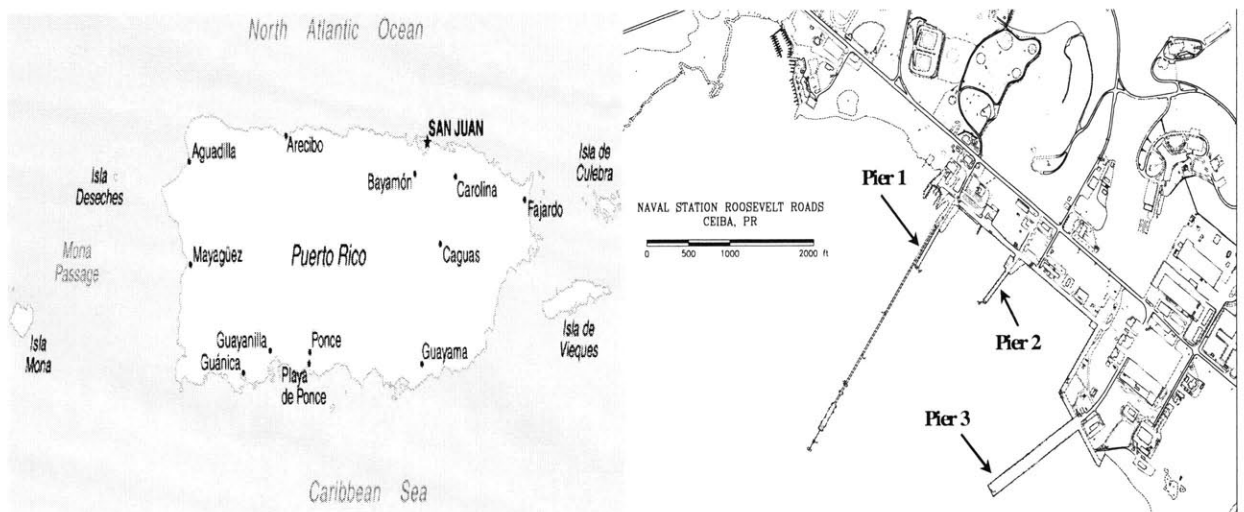 North Atlantic Ocean
SAN JUAN
Arecibo
Aguadilla
Isla
Deseches
Isla de
Culebra
Bayamón
Carolina
Fajardo
Mona
Passage
Mayagüez
Puerto Rico
Caguas
Isla
Mona
Guayanilla
Ponce
Guánica
Playa
de Ponce
Guayama
Isla de
Vieques
Caribbean Sea
Pier 1
NAVAL STATION ROOSEVELT ROADS
CEIBA, PR
0 500 1000 2000 ft
Pier 2
Pier 3